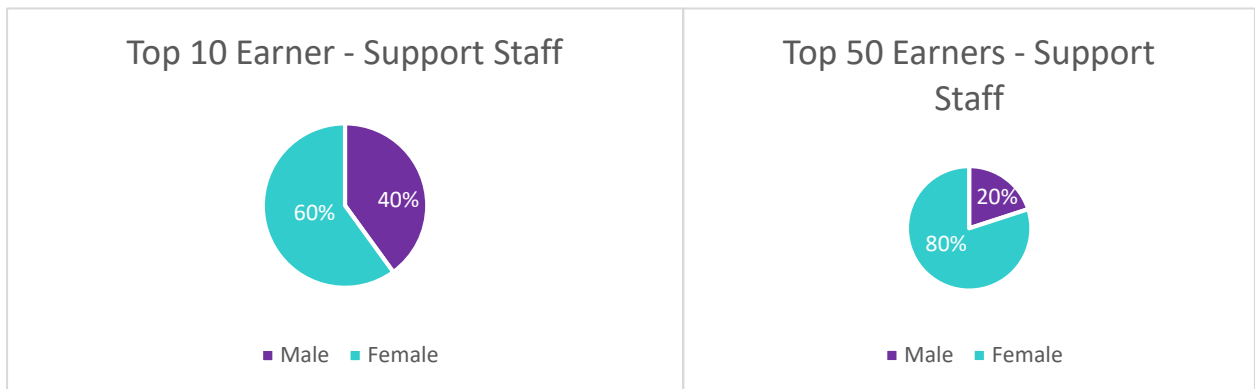 Top 10 Earner - Support Staff
40%
60%
Male Female
Top 50 Earners - Support
Staff
20%
80%
Male Female